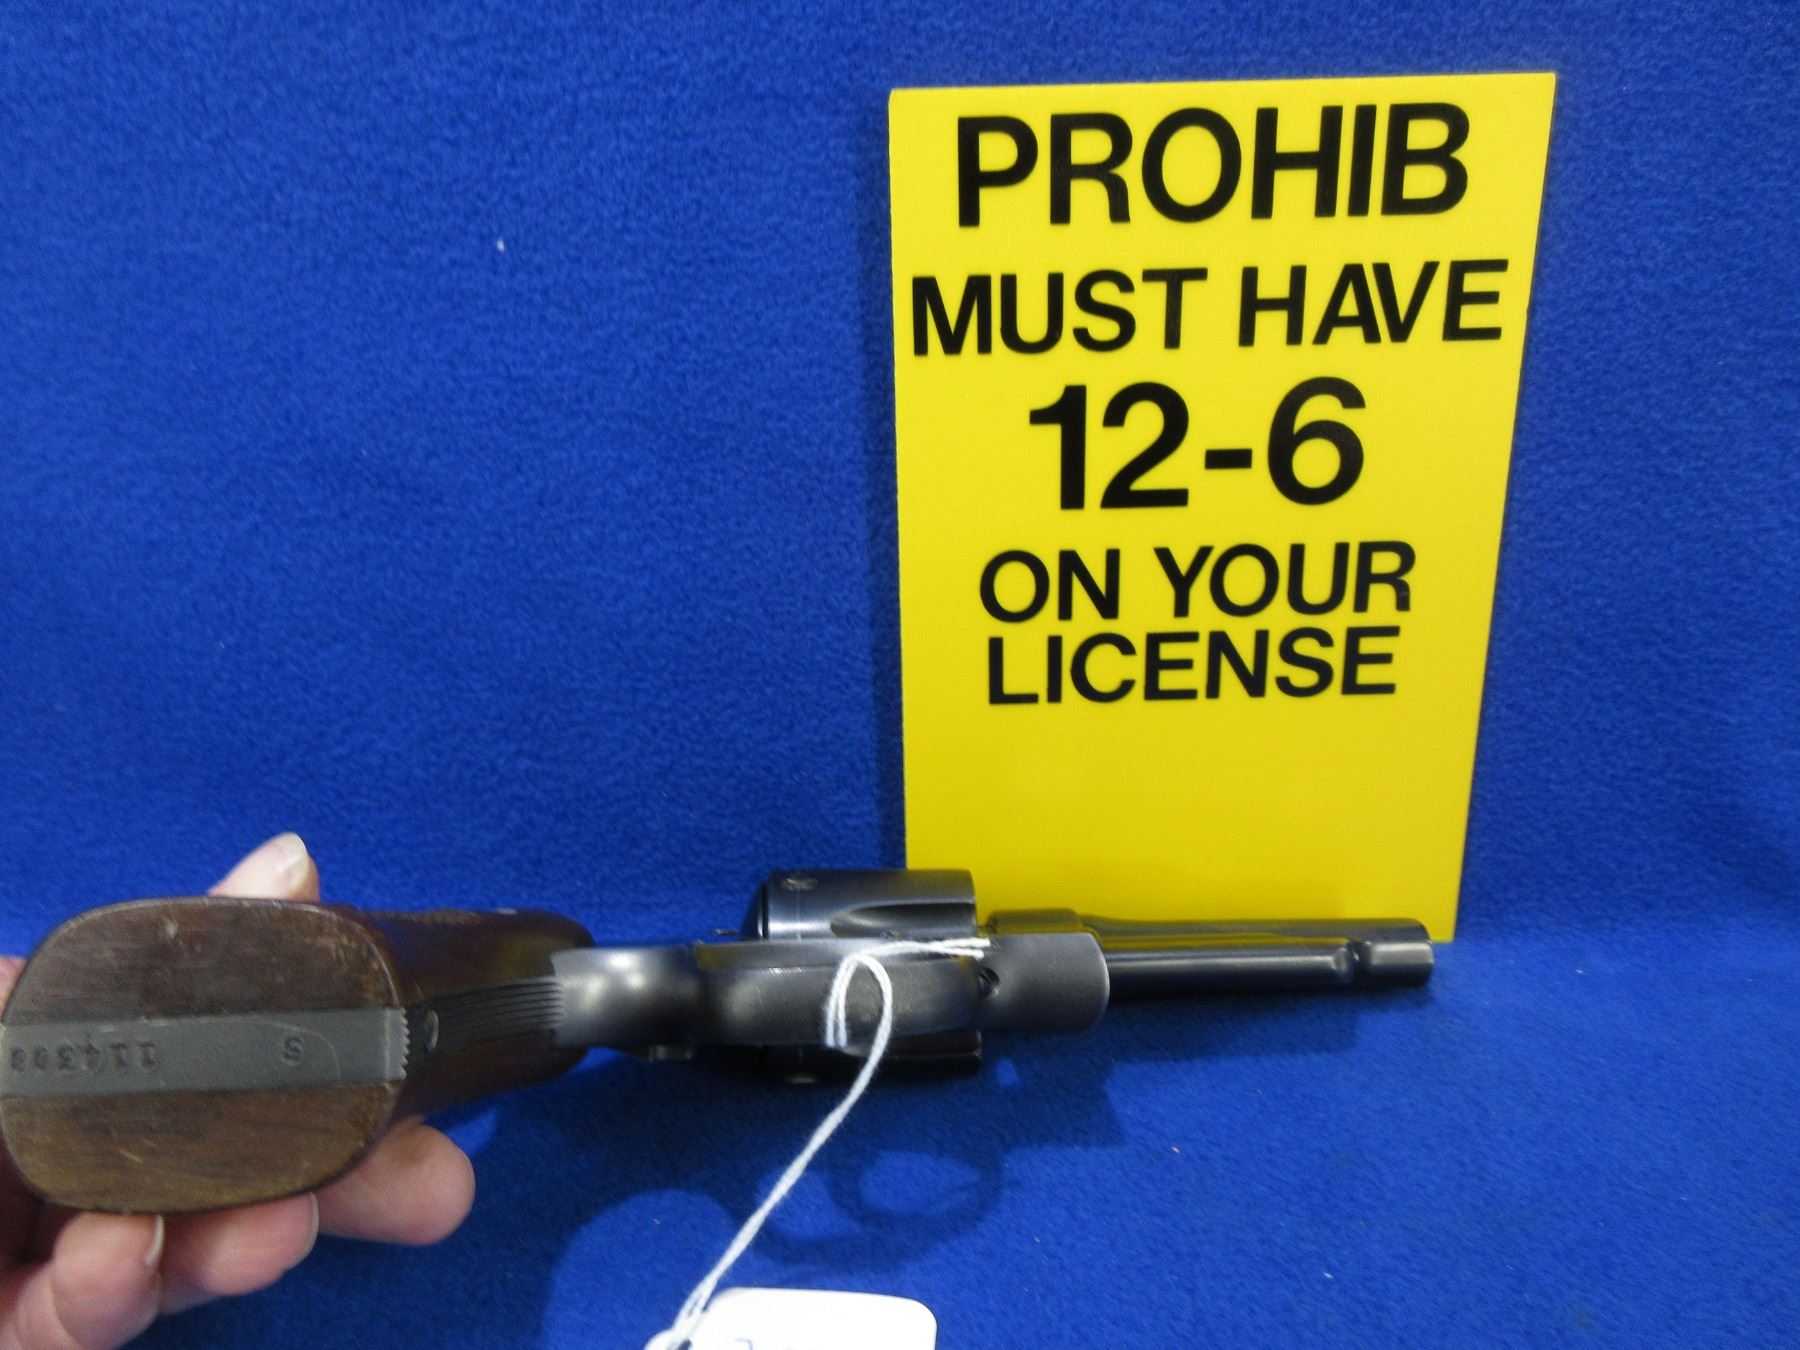 PROHIB
MUST HAVE
12-6
ON YOUR
LICENSE
S